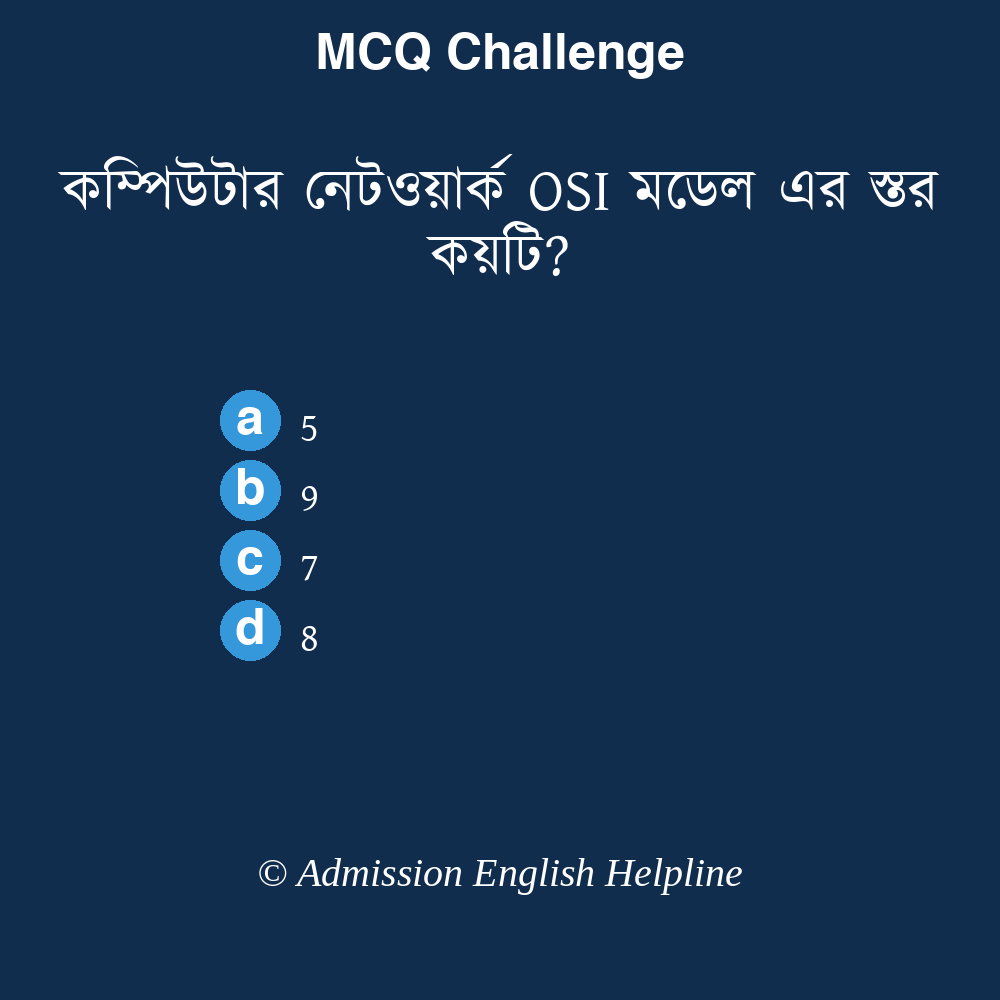 MCQ Challenge
কম্পিউটার নেটওয়ার্ক OSI মডেল এর স্তর
কয়টি?
a 5
b 9
c 7
d 8
© Admission English Helpline